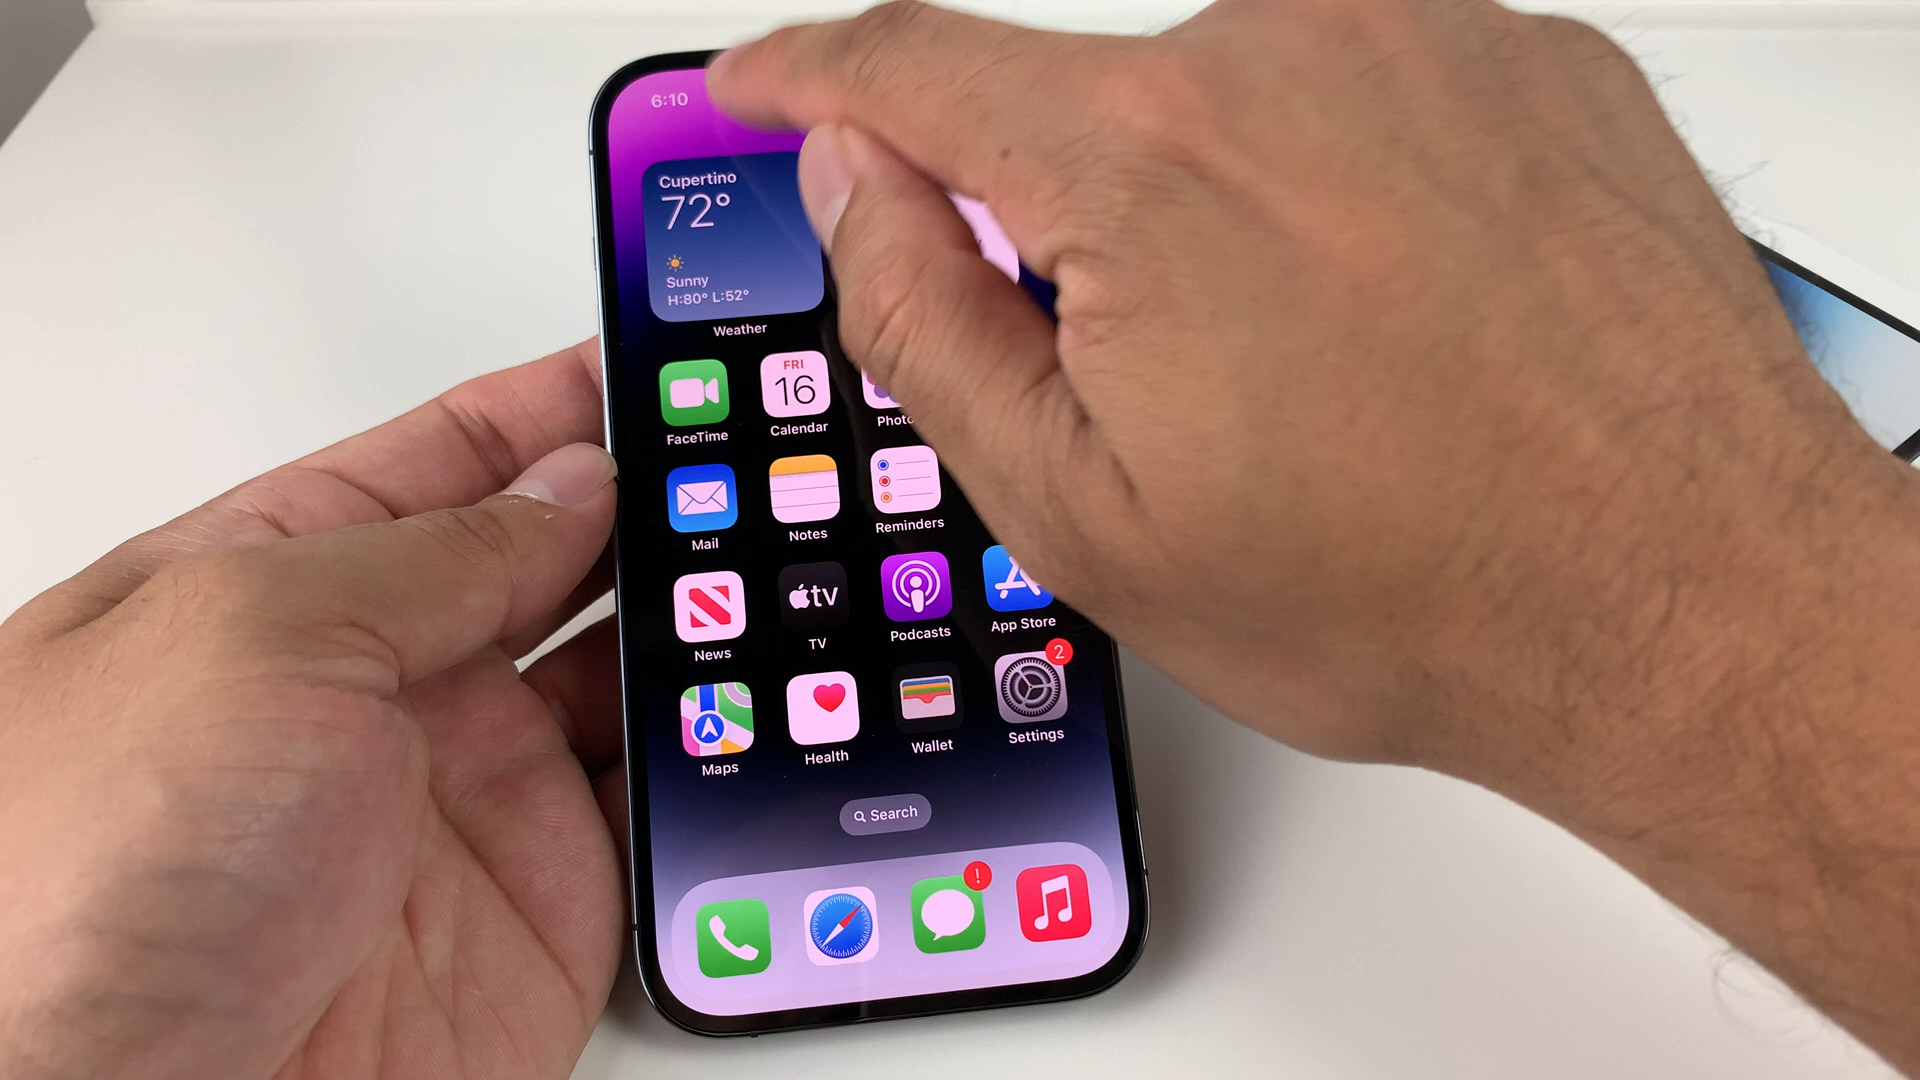 6:10
Cupertino
72°
Sunny
H:80° L:52°
Weather
FRI
16
FaceTime
Calendar
Photo
Mail
Notes
Reminders
News
tv
TV
Podcasts
App Store
2
Maps
Health
Wallet
Settings
Search
!